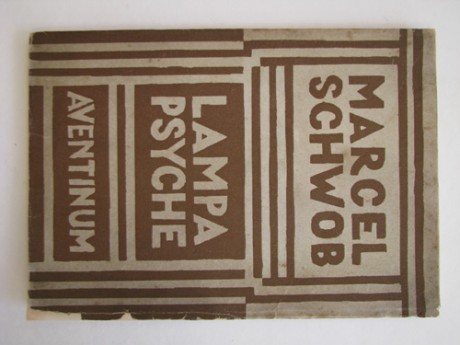 MARCEL
SCHWOB
LAMPA
PSYCHE
AVENTINUM